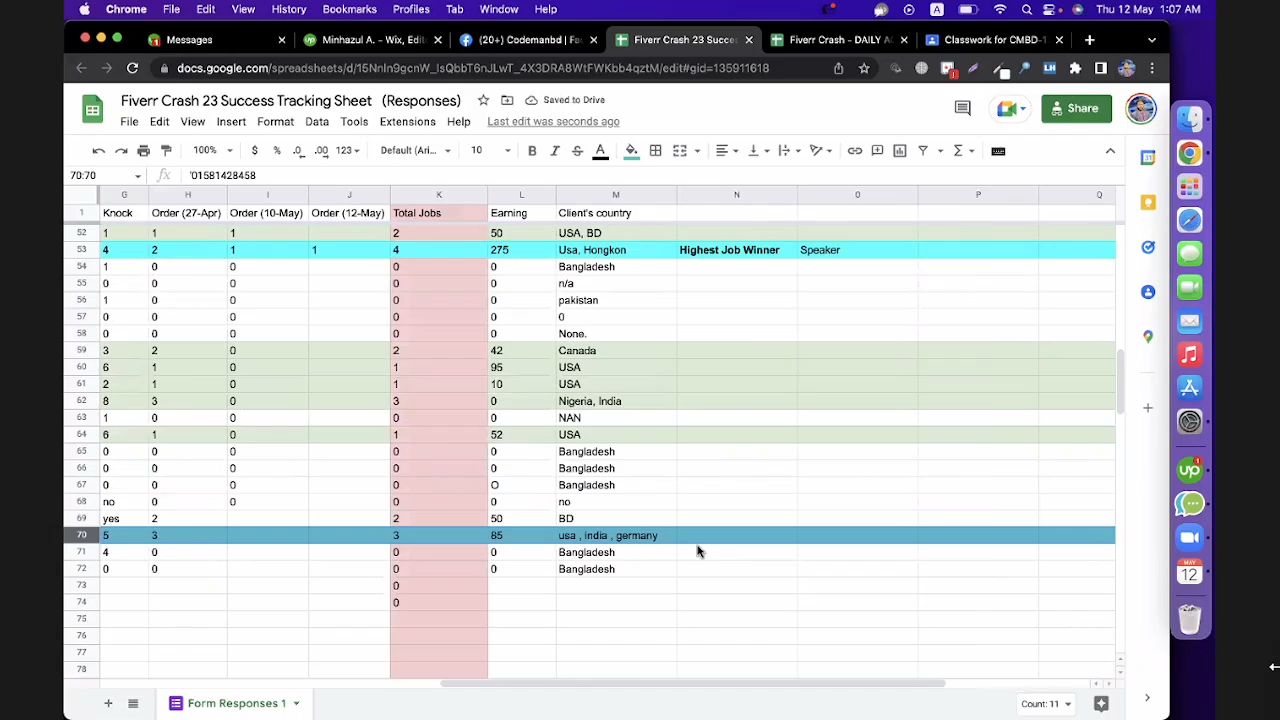 Chrome File Edit View History Bookmarks Profiles Tab Window Help A Thu 12 May 1:07 AM
Messages Minhazul A. - Wix, Edit (20+) Codemanbd | Fa Fiverr Crash 23 Succe Fiverr Crash - DAILY A Classwork for CMBD-1
docs.google.com/spreadsheets/d/15NnIn9gcnW_IsQbbT6nJLwT_4X3DRA8WtFWKbb4qztM/edit#gid=135911618
Fiverr Crash 23 Success Tracking Sheet (Responses) Saved to Drive
File Edit View Insert Format Data Tools Extension Help Last edit was seconds ago Share
100% $ % .0 .00 123 Default (Ari... 10 B I S A
70:70 fx '01581428458
G H I J K L M N O P Q
1 Knock Order (27-Apr) Order (10-May) Order (12-May) Total Jobs Earning Client's country
52 1 1 1 2 50 USA, BD
53 4 2 1 1 4 275 Usa, Hongkon Highest Job Winner Speaker
54 1 0 0 0 0 Bangladesh
55 0 0 0 0 0 n/a
56 1 0 0 0 0 pakistan
57 0 0 0 0 0 0
58 0 0 0 0 0 None.
59 3 2 0 2 42 Canada
60 6 1 0 1 95 USA
61 2 1 0 1 10 USA
62 8 3 0 3 0 Nigeria, India
63 1 0 0 0 0 NAN
64 6 1 0 1 52 USA
65 0 0 0 0 0 Bangladesh
66 0 0 0 0 0 Bangladesh
67 0 0 0 0 O Bangladesh
68 no 0 0 0 0 no
69 yes 2 2 50 BD
70 5 3 3 85 usa , india , germany
71 4 0 0 0 Bangladesh
72 0 0 0 0 Bangladesh
73 0
74 0
75
76
77
78
Form Responses 1 Count: 11
MAY
12